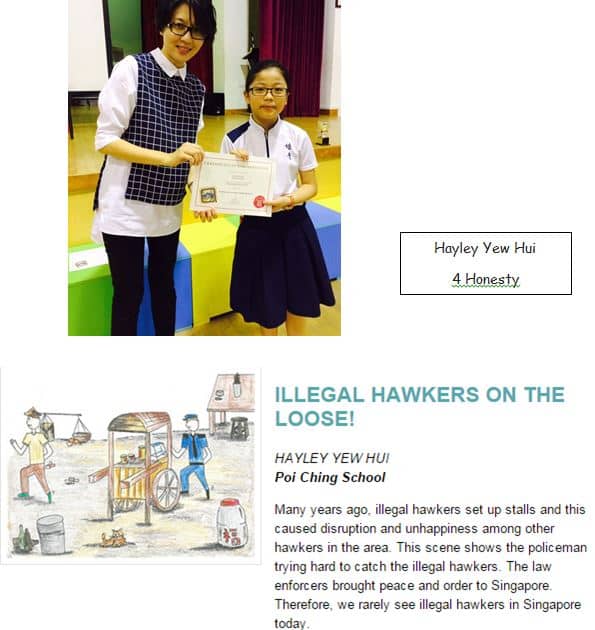 Hayley Yew Hui
4 Honesty
ILLEGAL HAWKERS ON THE
LOOSE!
HAYLEY YEW HUI
Poi Ching School
Many years ago, illegal hawkers set up stalls and this
caused disruption and unhappiness among other
hawkers in the area. This scene shows the policeman
trying hard to catch the illegal hawkers. The law
enforcers brought peace and order to Singapore.
Therefore, we rarely see illegal hawkers in Singapore
today.